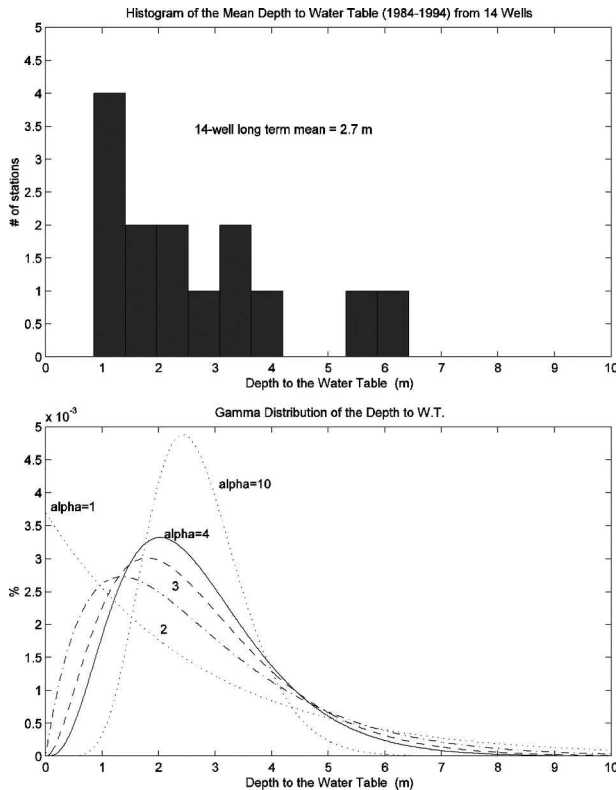 Histogram of the Mean Depth to Water Table (1984-1994) from 14 Wells
5
4.5
4
3.5
3
2.5
2
1.5
1
0.5
0
# of stations
14-well long term mean = 2.7 m
0 1 2 3 4 5 6 7 8 9 10
Depth to the Water Table (m)
Gamma Distribution of the Depth to W.T.
x 10-3
5
4.5
4
3.5
3
2.5
2
1.5
1
0.5
0
%
alpha=1
alpha=10
alpha=4
3
2
0 1 2 3 4 5 6 7 8 9 10
Depth to the Water Table (m)